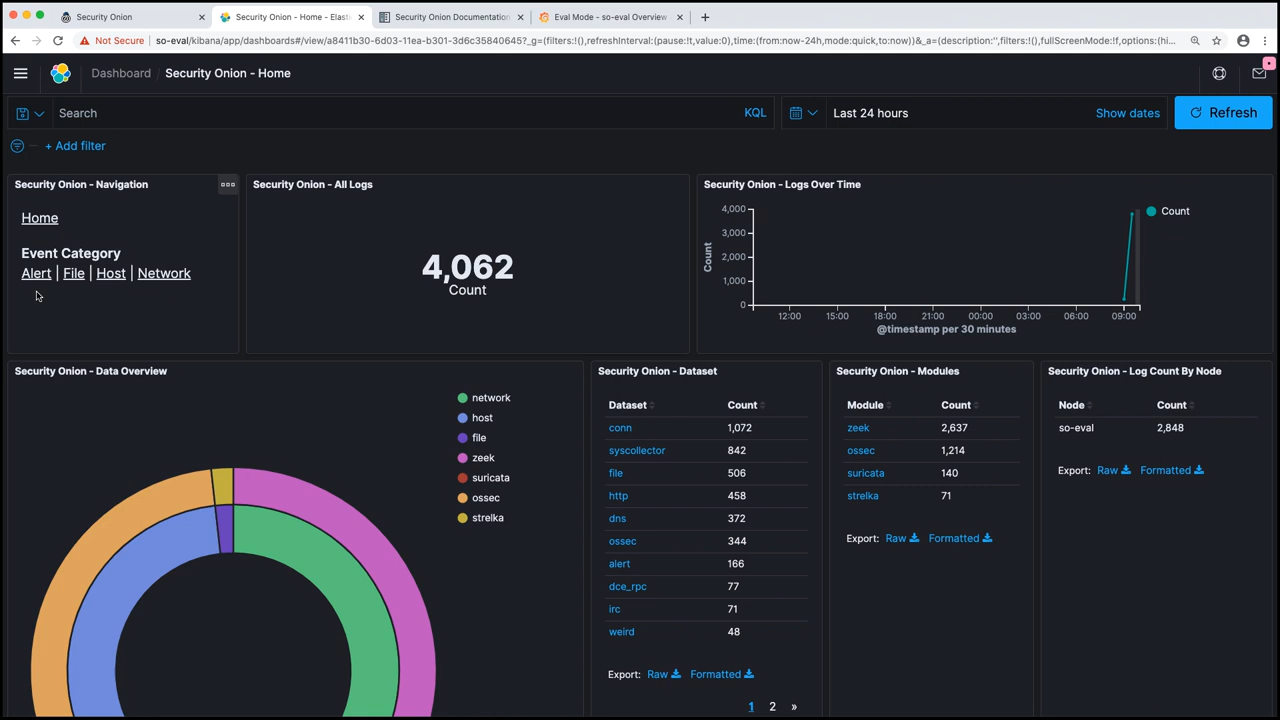 Security Onion
Security Onion - Home - Elasti
Security Onion Documentation
Eval Mode - so-eval Overview
Not Secure
so-eval/kibana/app/dashboards#/view/a8411b30-6d03-11ea-b301-3d6c35840645?_g=(filters:!(),refreshInterval:(pause:!t,value:0),time:(from:now-24h,mode:quick,to:now))&_a=(description:'',filters:!(),fullScreenMode:!f,options:(hi...
Dashboard / Security Onion - Home
Search
KQL
Last 24 hours
Show dates
Refresh
+ Add filter
Security Onion - Navigation
Home
Event Category
Alert | File | Host | Network
Security Onion - All Logs
4,062
Count
Security Onion - Logs Over Time
4,000
3,000
2,000
1,000
0
Count
12:00 15:00 18:00 21:00 00:00 03:00 06:00 09:00
@timestamp per 30 minutes
Count
Security Onion - Data Overview
network
host
file
zeek
suricata
ossec
strelka
Security Onion - Dataset
Dataset Count
conn 1,072
syscollector 842
file 506
http 458
dns 372
ossec 344
alert 166
dce_rpc 77
irc 71
weird 48
Export: Raw Formatted
1 2 »
Security Onion - Modules
Module Count
zeek 2,637
ossec 1,214
suricata 140
strelka 71
Export: Raw Formatted
Security Onion - Log Count By Node
Node Count
so-eval 2,848
Export: Raw Formatted